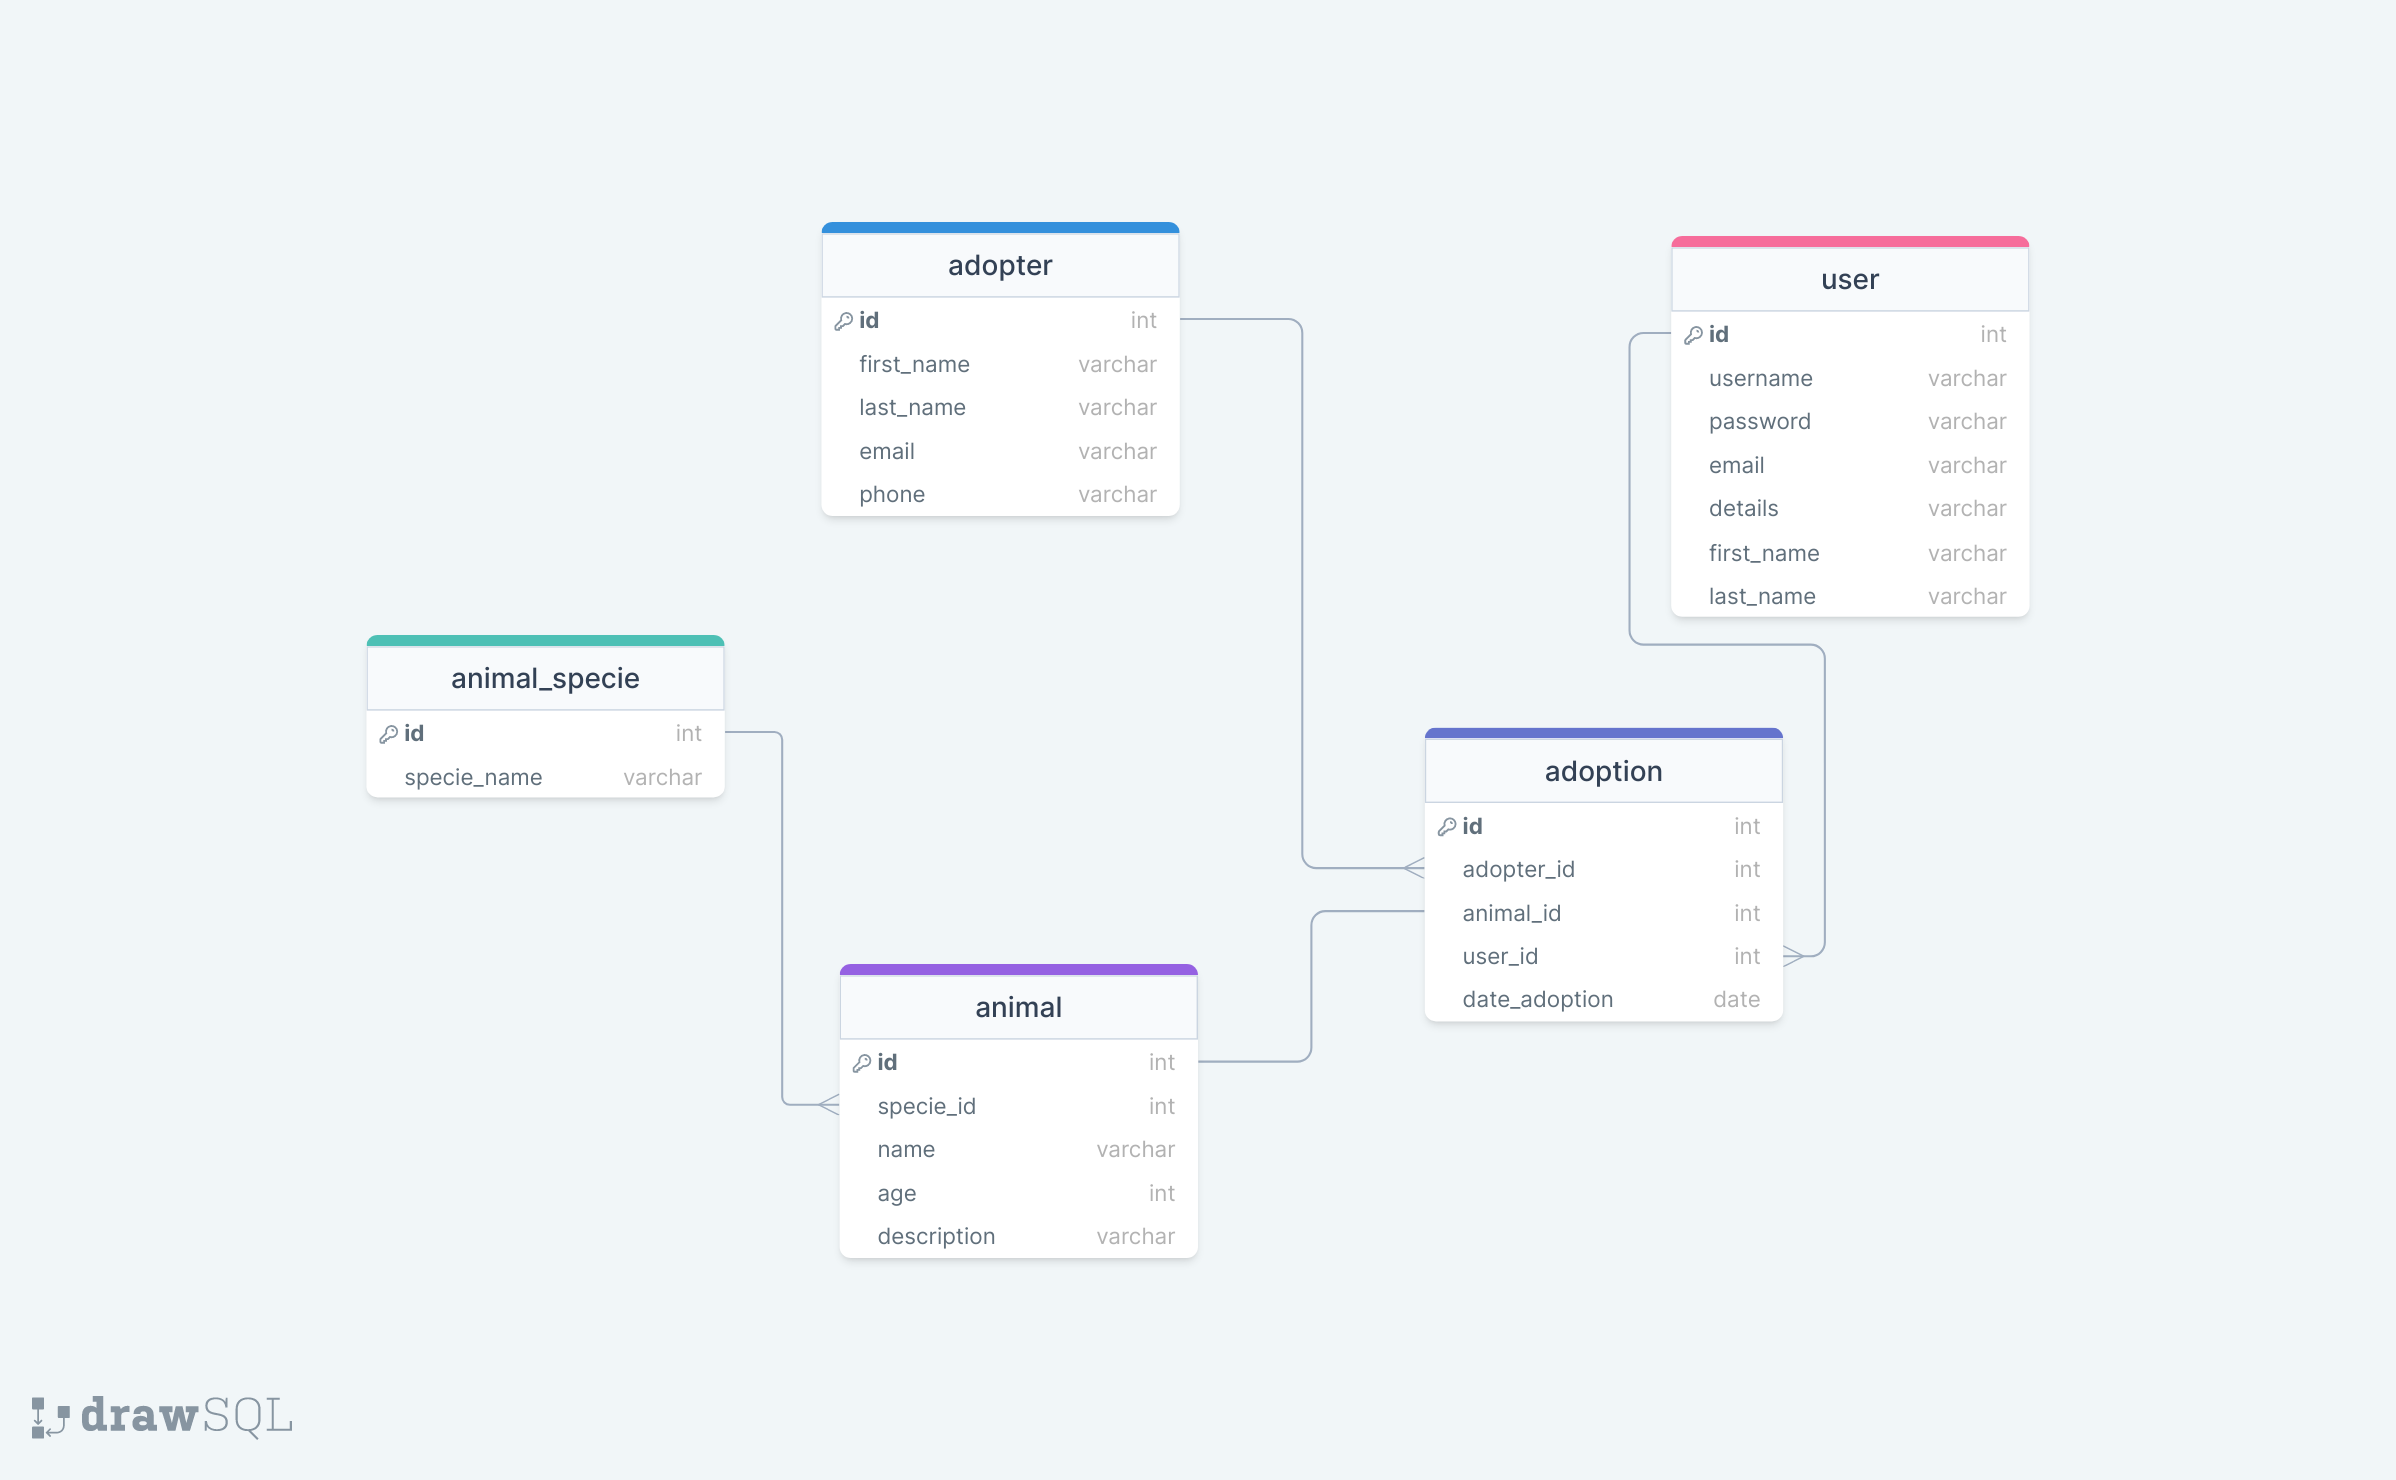 adopter
id int
first_name varchar
last_name varchar
email varchar
phone varchar
user
id int
username varchar
password varchar
email varchar
details varchar
first_name varchar
last_name varchar
animal_specie
id int
specie_name varchar
adoption
id int
adopter_id int
animal_id int
user_id int
date_adoption date
animal
id int
specie_id int
name varchar
age int
description varchar
drawSQL